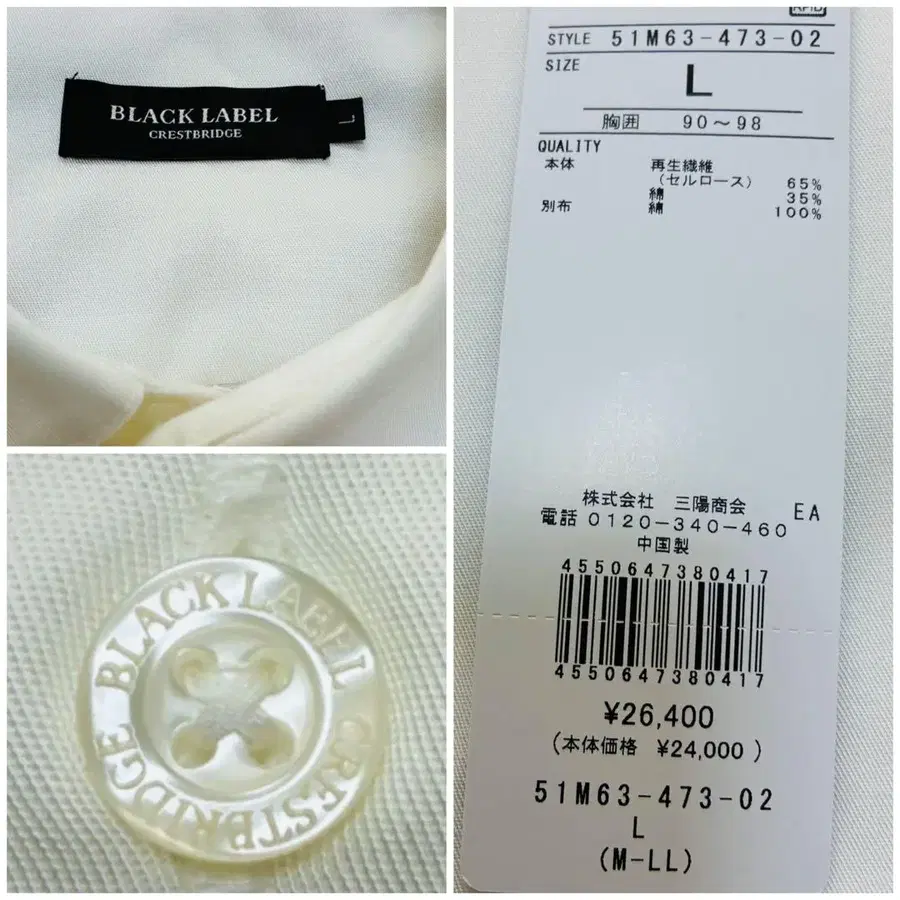 BLACK LABEL
CRESTBRIDGE
L
BLACK LABEL CRESTBRIDGE
RFID
STYLE 51M63-473-02
SIZE
L
胸囲 90～98
QUALITY
本体 再生繊維
(セルロース) 65%
綿 35%
別布 綿 100%
株式会社 三陽商会 EA
電話 0120-340-460
中国製
4550647380417
4550647380417
¥26,400
(本体価格 ¥24,000 )
51M63-473-02
L
(M-LL)